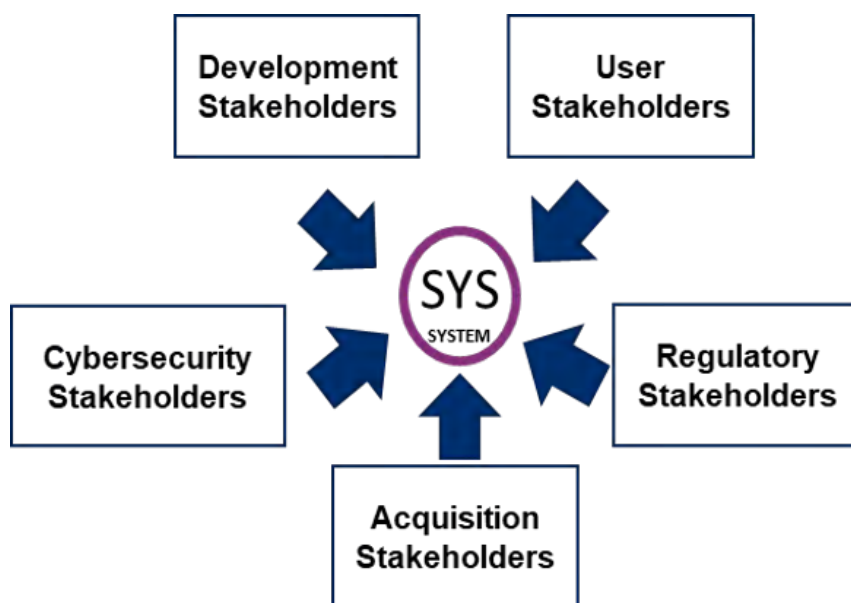 Development
Stakeholders
User
Stakeholders
SYS
SYSTEM
Cybersecurity
Stakeholders
Regulatory
Stakeholders
Acquisition
Stakeholders